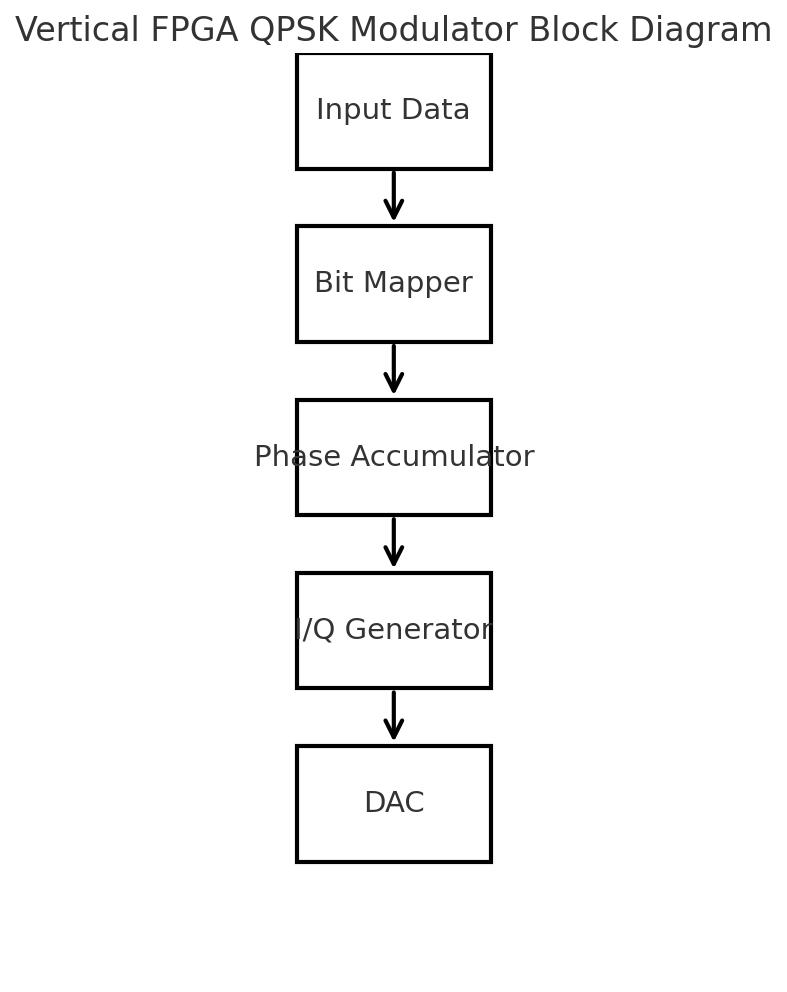 Vertical FPGA QPSK Modulator Block Diagram
Input Data
Bit Mapper
Phase Accumulator
I/Q Generator
DAC